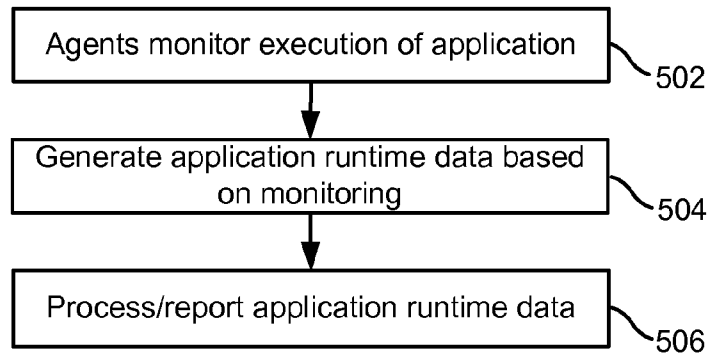 Agents monitor execution of application
502
Generate application runtime data based
on monitoring
504
Process/report application runtime data
506